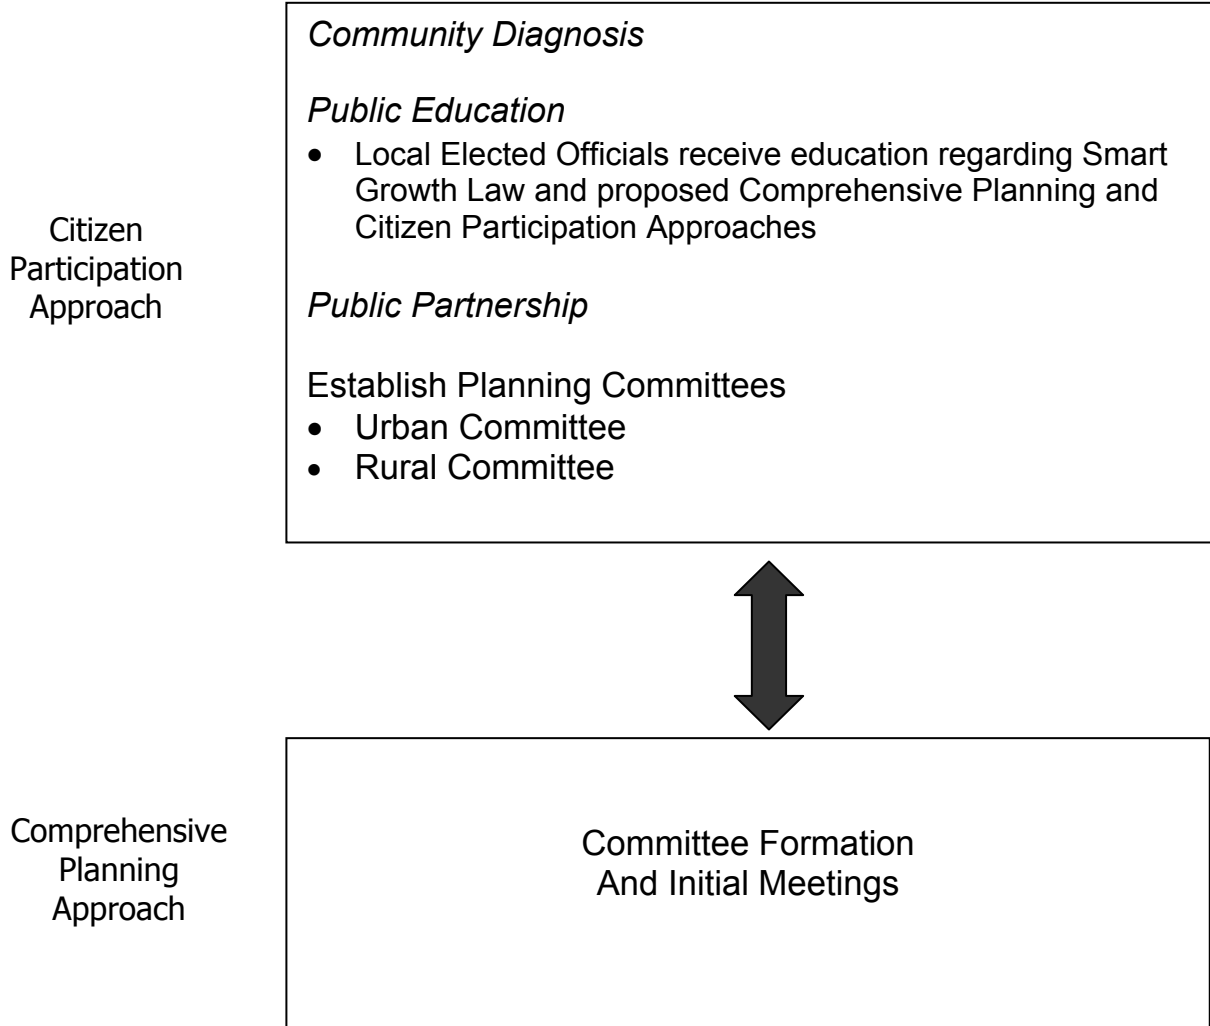 Community Diagnosis
Public Education
• Local Elected Officials receive education regarding Smart
Growth Law and proposed Comprehensive Planning and
Citizen Participation Approaches
Citizen
Participation
Approach
Public Partnership
Establish Planning Committees
• Urban Committee
• Rural Committee
Comprehensive
Planning
Approach
Committee Formation
And Initial Meetings